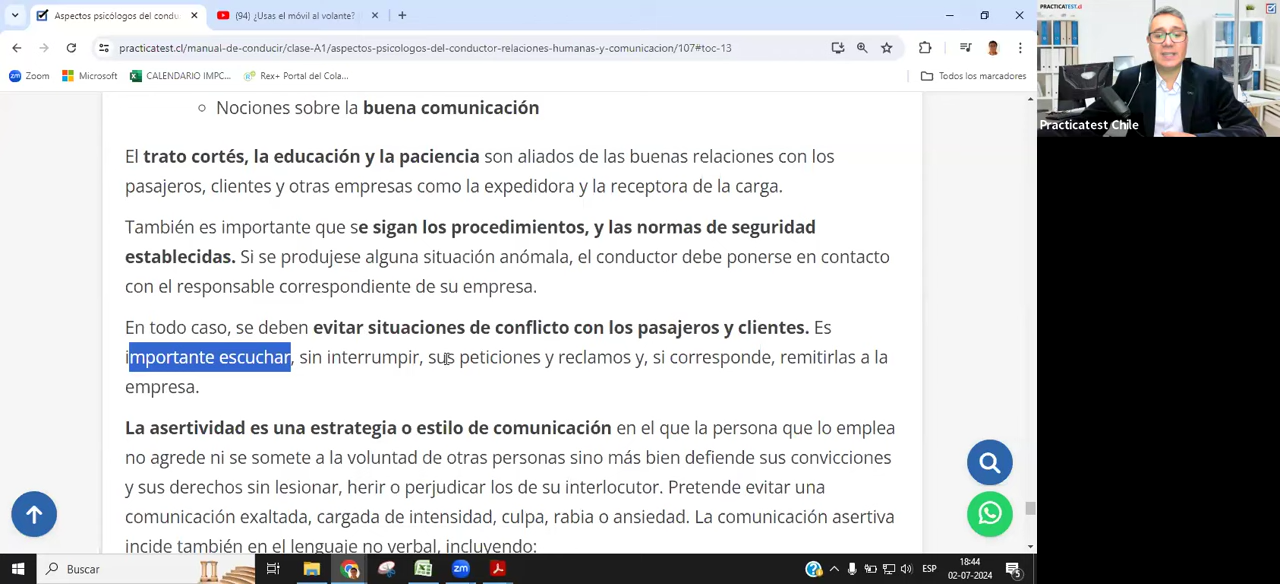 Aspectos psicólogos del condu
(94) ¿Usas el móvil al volante?
practicatest.cl/manual-de-conducir/clase-A1/aspectos-psicologos-del-conductor-relaciones-humanas-y-comunicacion/107#toc-13
Zoom
Microsoft
CALENDARIO IMPC...
Rex+ Portal del Cola...
Todos los marcadores
PRACTICATEST.cl
Practicatest Chile
Nociones sobre la buena comunicación
El trato cortés, la educación y la paciencia son aliados de las buenas relaciones con los
pasajeros, clientes y otras empresas como la expedidora y la receptora de la carga.
También es importante que se sigan los procedimientos, y las normas de seguridad
establecidas. Si se produjese alguna situación anómala, el conductor debe ponerse en contacto
con el responsable correspondiente de su empresa.
En todo caso, se deben evitar situaciones de conflicto con los pasajeros y clientes. Es
importante escuchar, sin interrumpir, sus peticiones y reclamos y, si corresponde, remitirlas a la
empresa.
La asertividad es una estrategia o estilo de comunicación en el que la persona que lo emplea
no agrede ni se somete a la voluntad de otras personas sino más bien defiende sus convicciones
y sus derechos sin lesionar, herir o perjudicar los de su interlocutor. Pretende evitar una
comunicación exaltada, cargada de intensidad, culpa, rabia o ansiedad. La comunicación asertiva
incide también en el lenguaje no verbal, incluyendo:
Buscar
ESP
18:44
02-07-2024
5